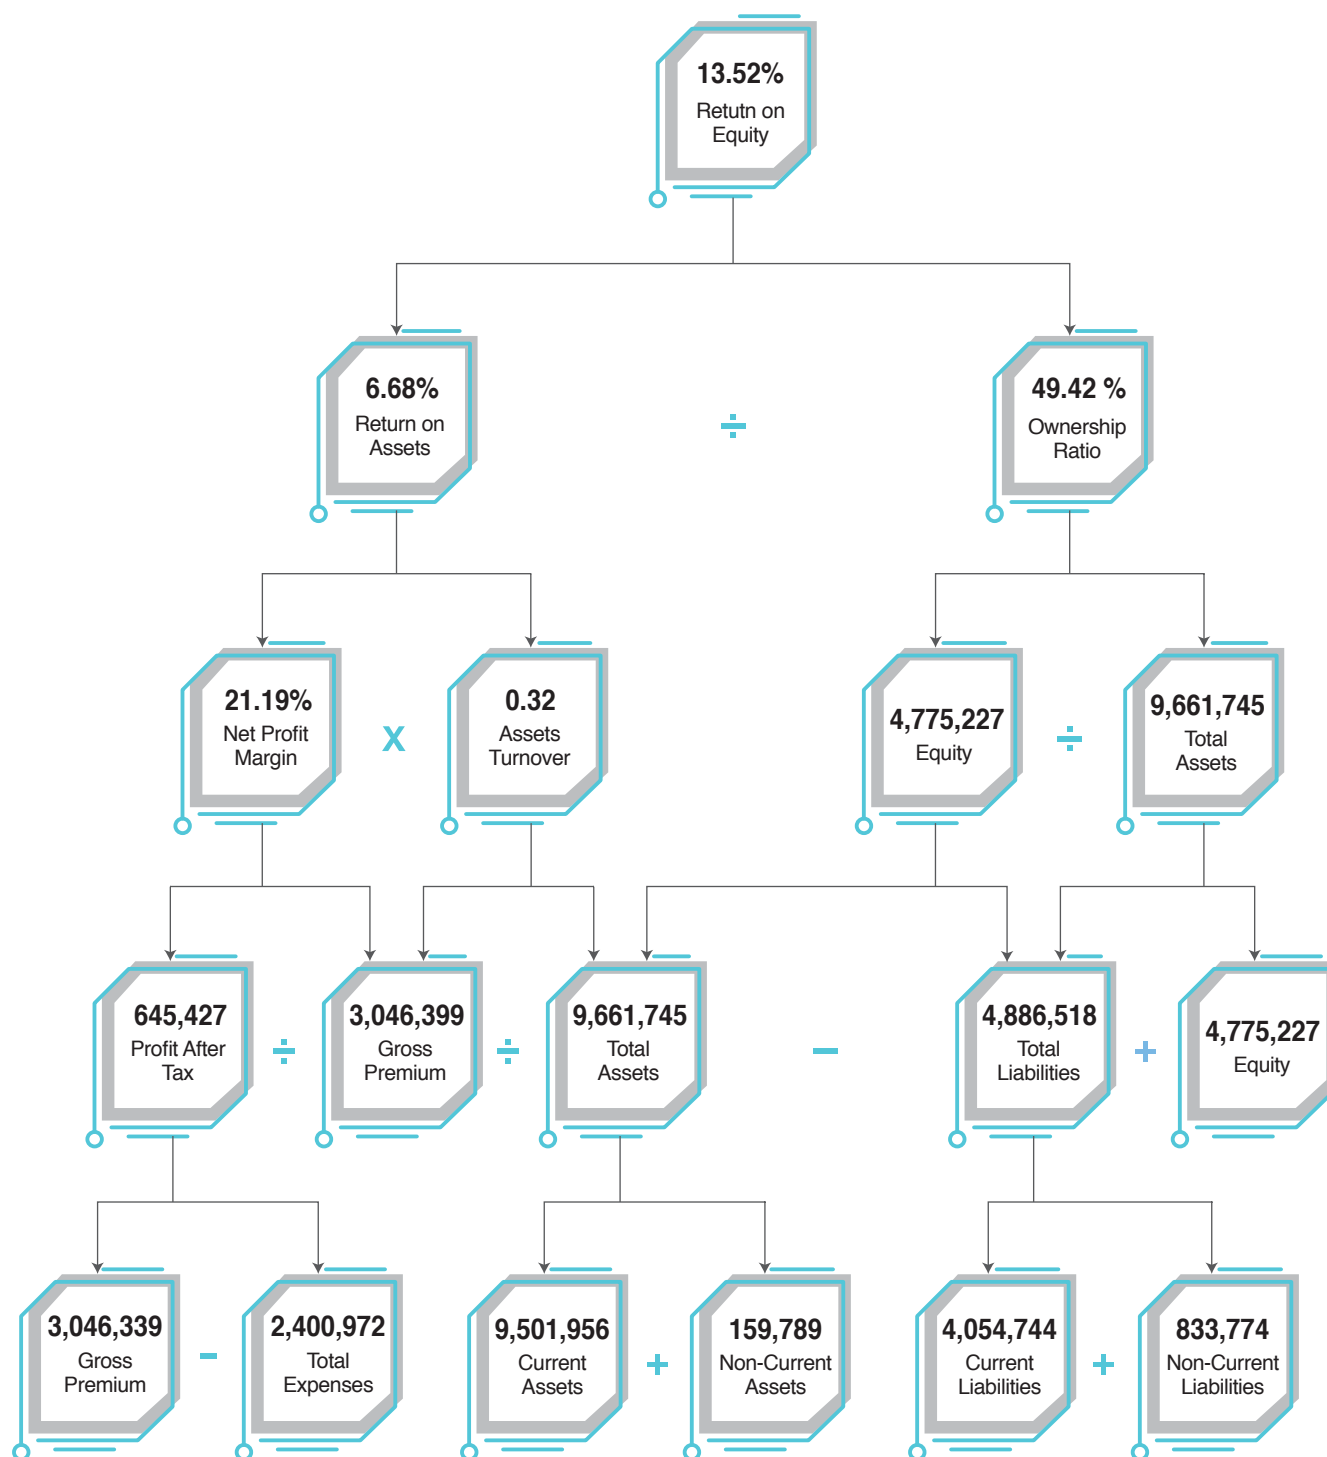 13.52%
Retutn on
Equity
6.68%
Return on
Assets
÷
49.42 %
Ownership
Ratio
21.19%
Net Profit
Margin
X
0.32
Assets
Turnover
4,775,227
Equity
÷
9,661,745
Total
Assets
645,427
Profit After
Tax
÷
3,046,399
Gross
Premium
÷
9,661,745
Total
Assets
–
4,886,518
Total
Liabilities
+
4,775,227
Equity
3,046,339
Gross
Premium
-
2,400,972
Total
Expenses
9,501,956
Current
Assets
+
159,789
Non-Current
Assets
4,054,744
Current
Liabilities
+
833,774
Non-Current
Liabilities